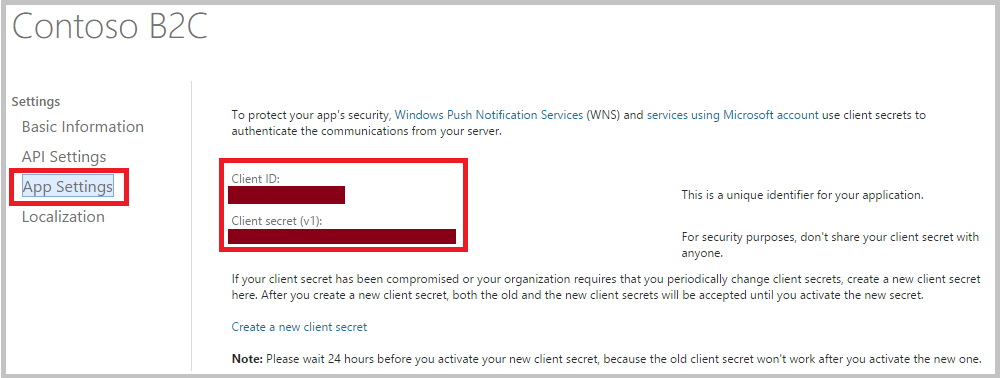 Contoso B2C
Settings
Basic Information
API Settings
App Settings
Localization
To protect your app's security, Windows Push Notification Services (WNS) and services using Microsoft account use client secrets to
authenticate the communications from your server.
Client ID:
This is a unique identifier for your application.
Client secret (v1):
For security purposes, don't share your client secret with
anyone.
If your client secret has been compromised or your organization requires that you periodically change client secrets, create a new client secret
here. After you create a new client secret, both the old and the new client secrets will be accepted until you activate the new secret.
Create a new client secret
Note: Please wait 24 hours before you activate your new client secret, because the old client secret won't work after you activate the new one.